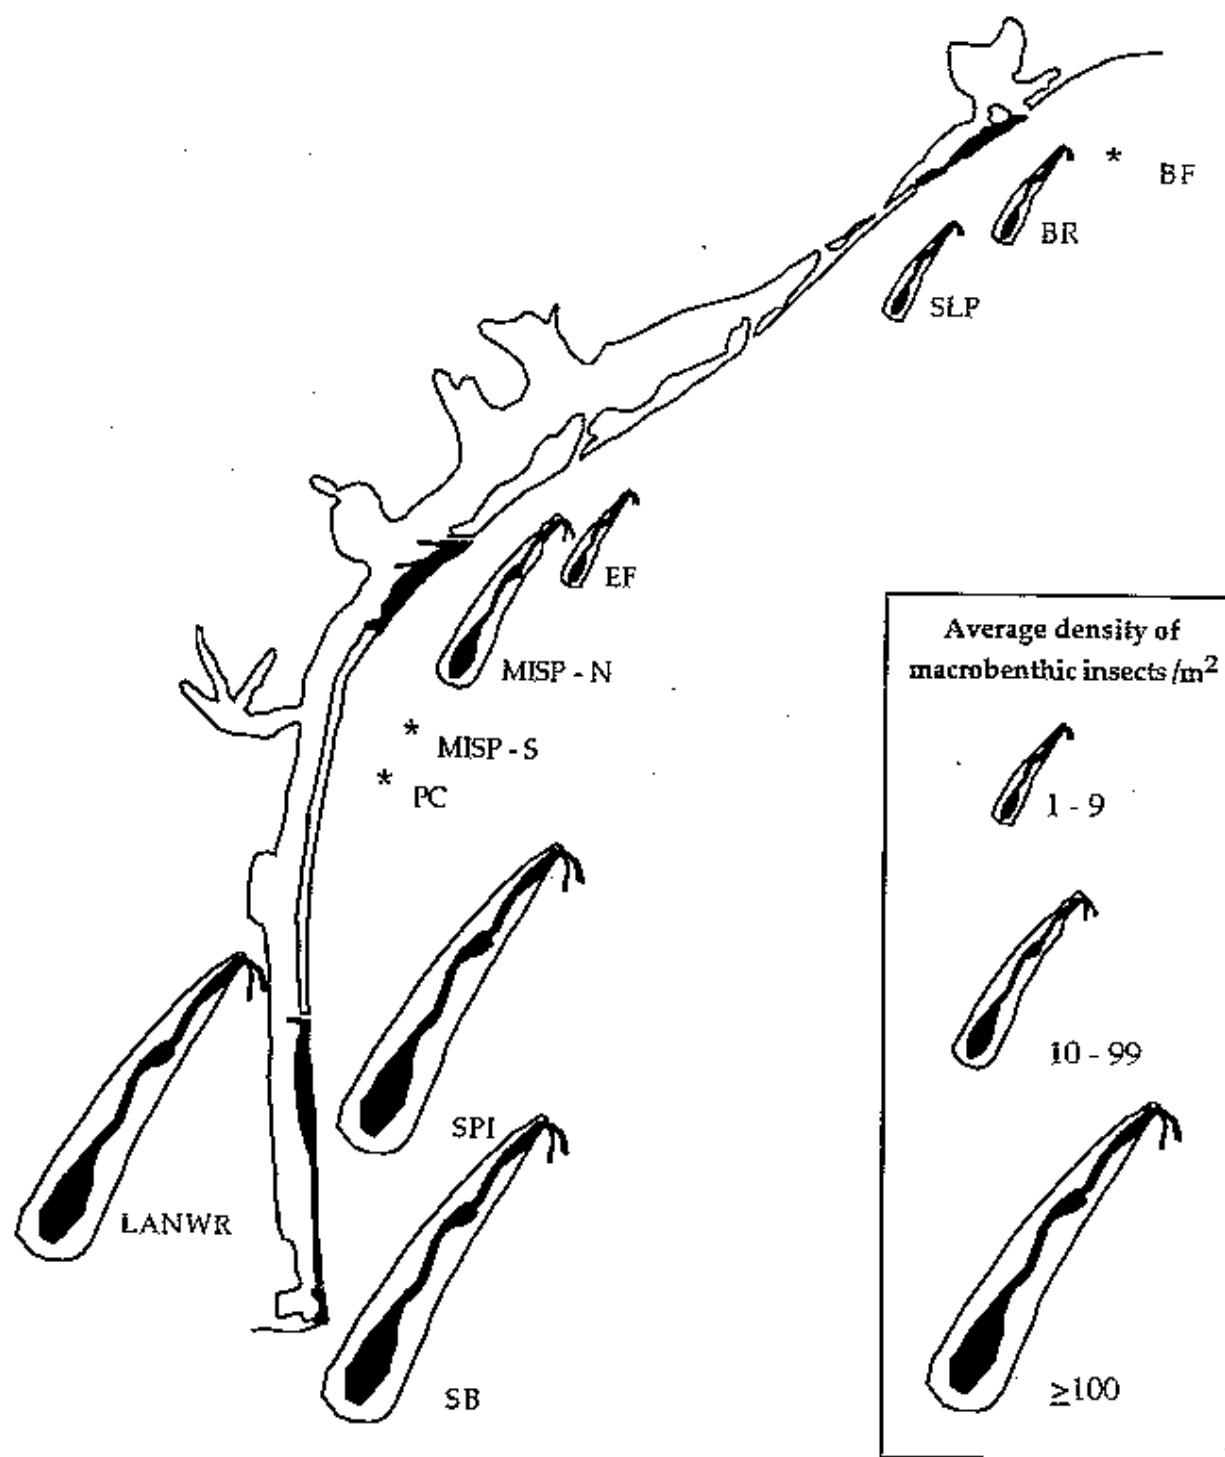 * BF
BR
SLP
EF
MISP - N
* MISP - S
* PC
SPI
LANWR
SB
Average density of
macrobenthic insects /m²
1 - 9
10 - 99
≥100